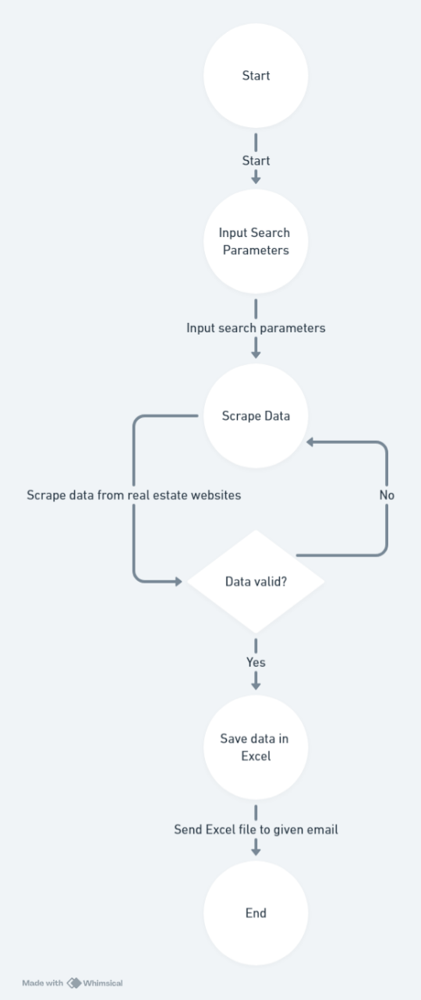 Start
Start
Input Search
Parameters
Input search parameters
Scrape Data
Scrape data from real estate websites
No
Data valid?
Yes
Save data in
Excel
Send Excel file to given email
End
Made with Whimsical